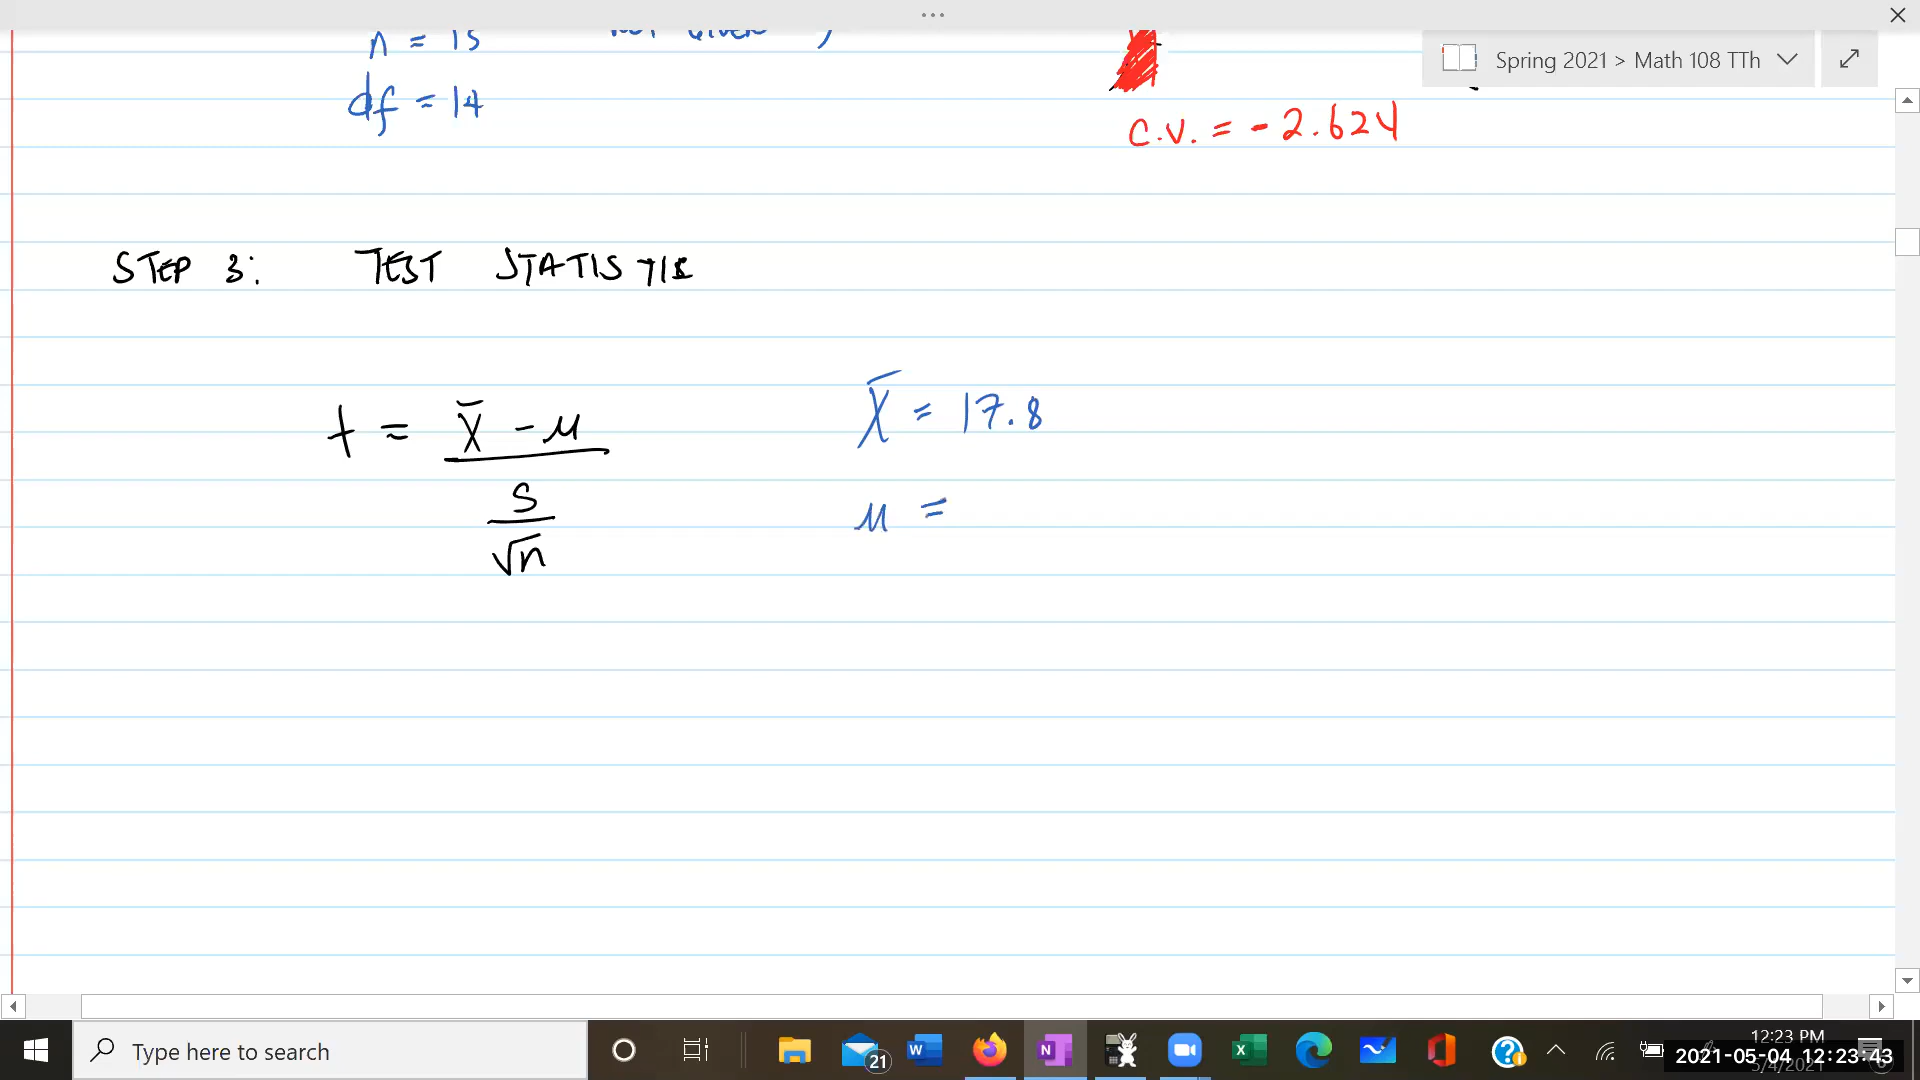 n = 15
Spring 2021 > Math 108 TTh
df = 14
c.v. = -2.624
STEP 3: TEST STATISTIC
t = x̄ - μ
s
√n
x̄ = 17.8
μ =
Type here to search
21
12:23 PM
2021-05-04 12:23:43